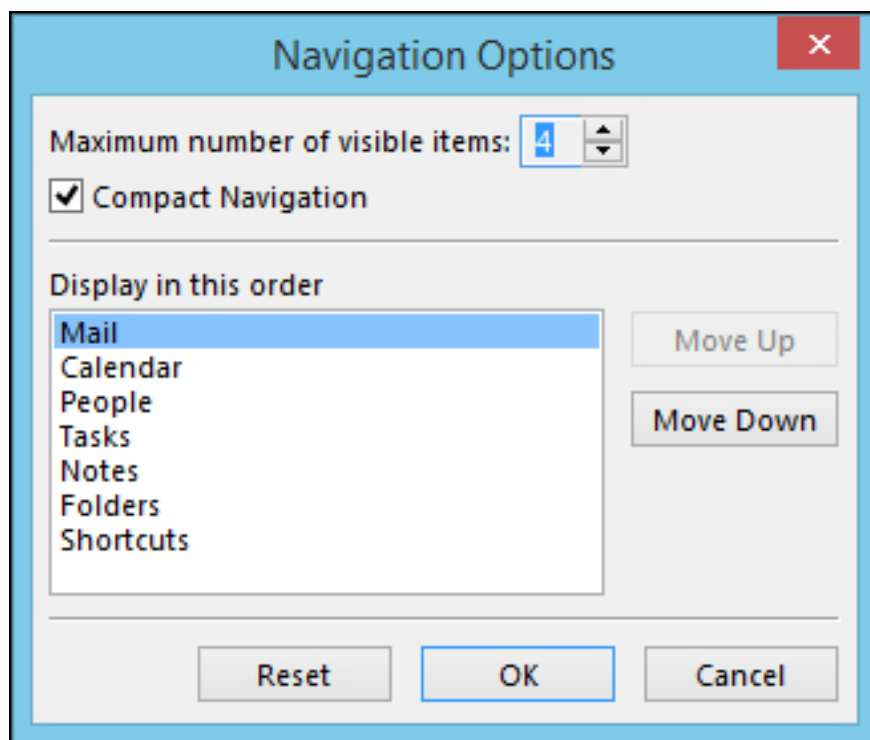 Navigation Options
Maximum number of visible items: 4
Compact Navigation
Display in this order
Mail
Calendar
People
Tasks
Notes
Folders
Shortcuts
Move Up
Move Down
Reset OK Cancel